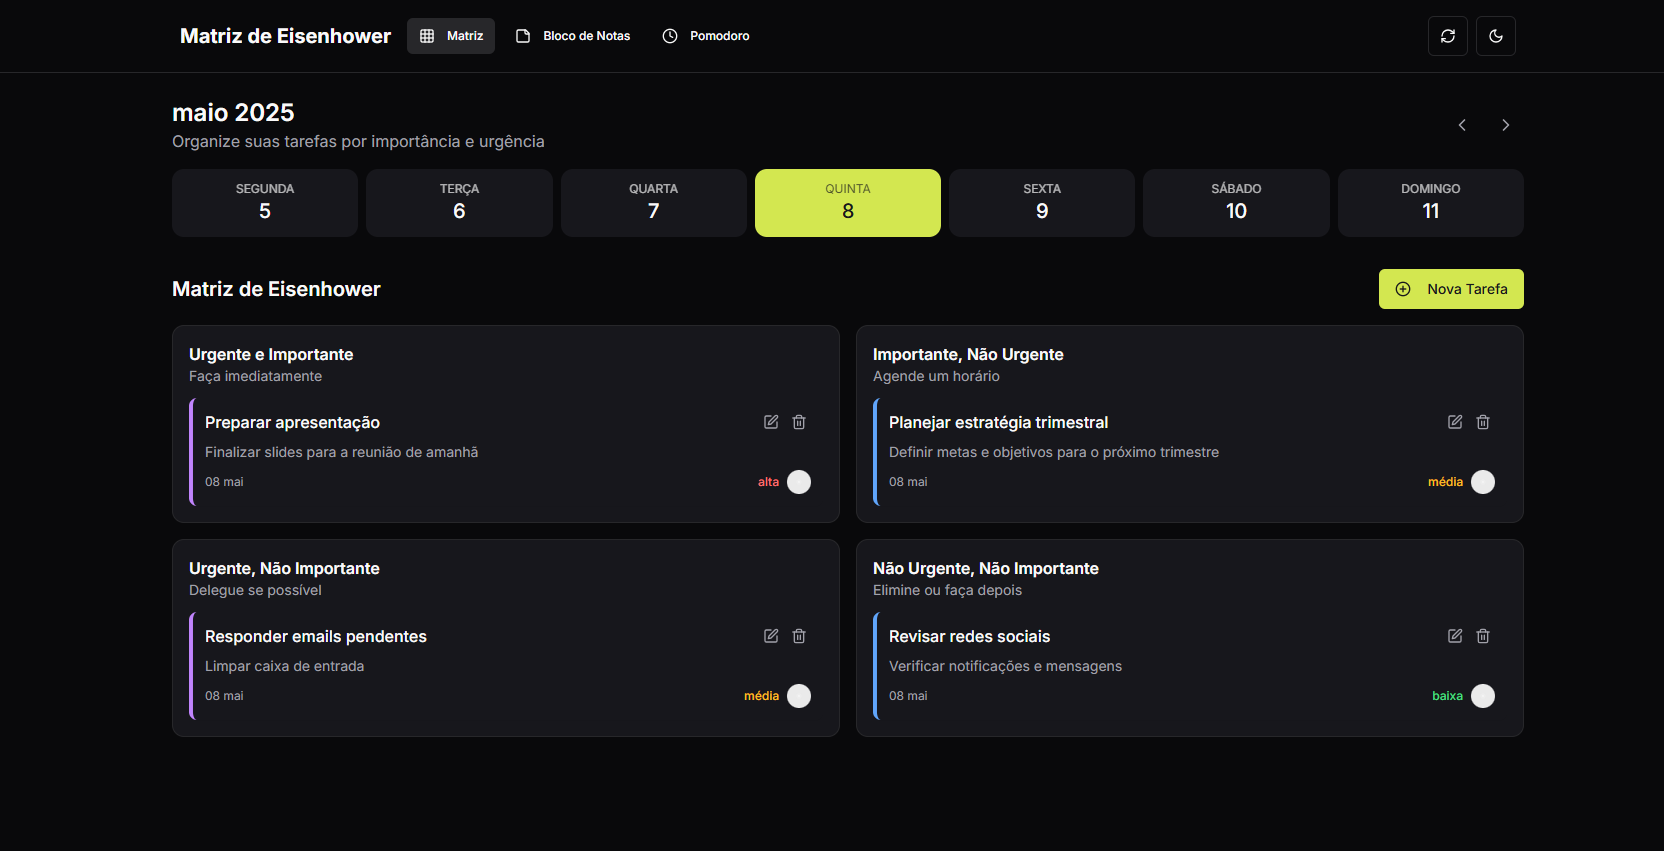 Matriz de Eisenhower Matriz Bloco de Notas Pomodoro
maio 2025
Organize suas tarefas por importância e urgência
SEGUNDA TERÇA QUARTA QUINTA SEXTA SÁBADO DOMINGO
5 6 7 8 9 10 11
Matriz de Eisenhower Nova Tarefa
Urgente e Importante
Faça imediatamente
Preparar apresentação
Finalizar slides para a reunião de amanhã
08 mai alta
Importante, Não Urgente
Agende um horário
Planejar estratégia trimestral
Definir metas e objetivos para o próximo trimestre
08 mai média
Urgente, Não Importante
Delegue se possível
Responder emails pendentes
Limpar caixa de entrada
08 mai média
Não Urgente, Não Importante
Elimine ou faça depois
Revisar redes sociais
Verificar notificações e mensagens
08 mai baixa